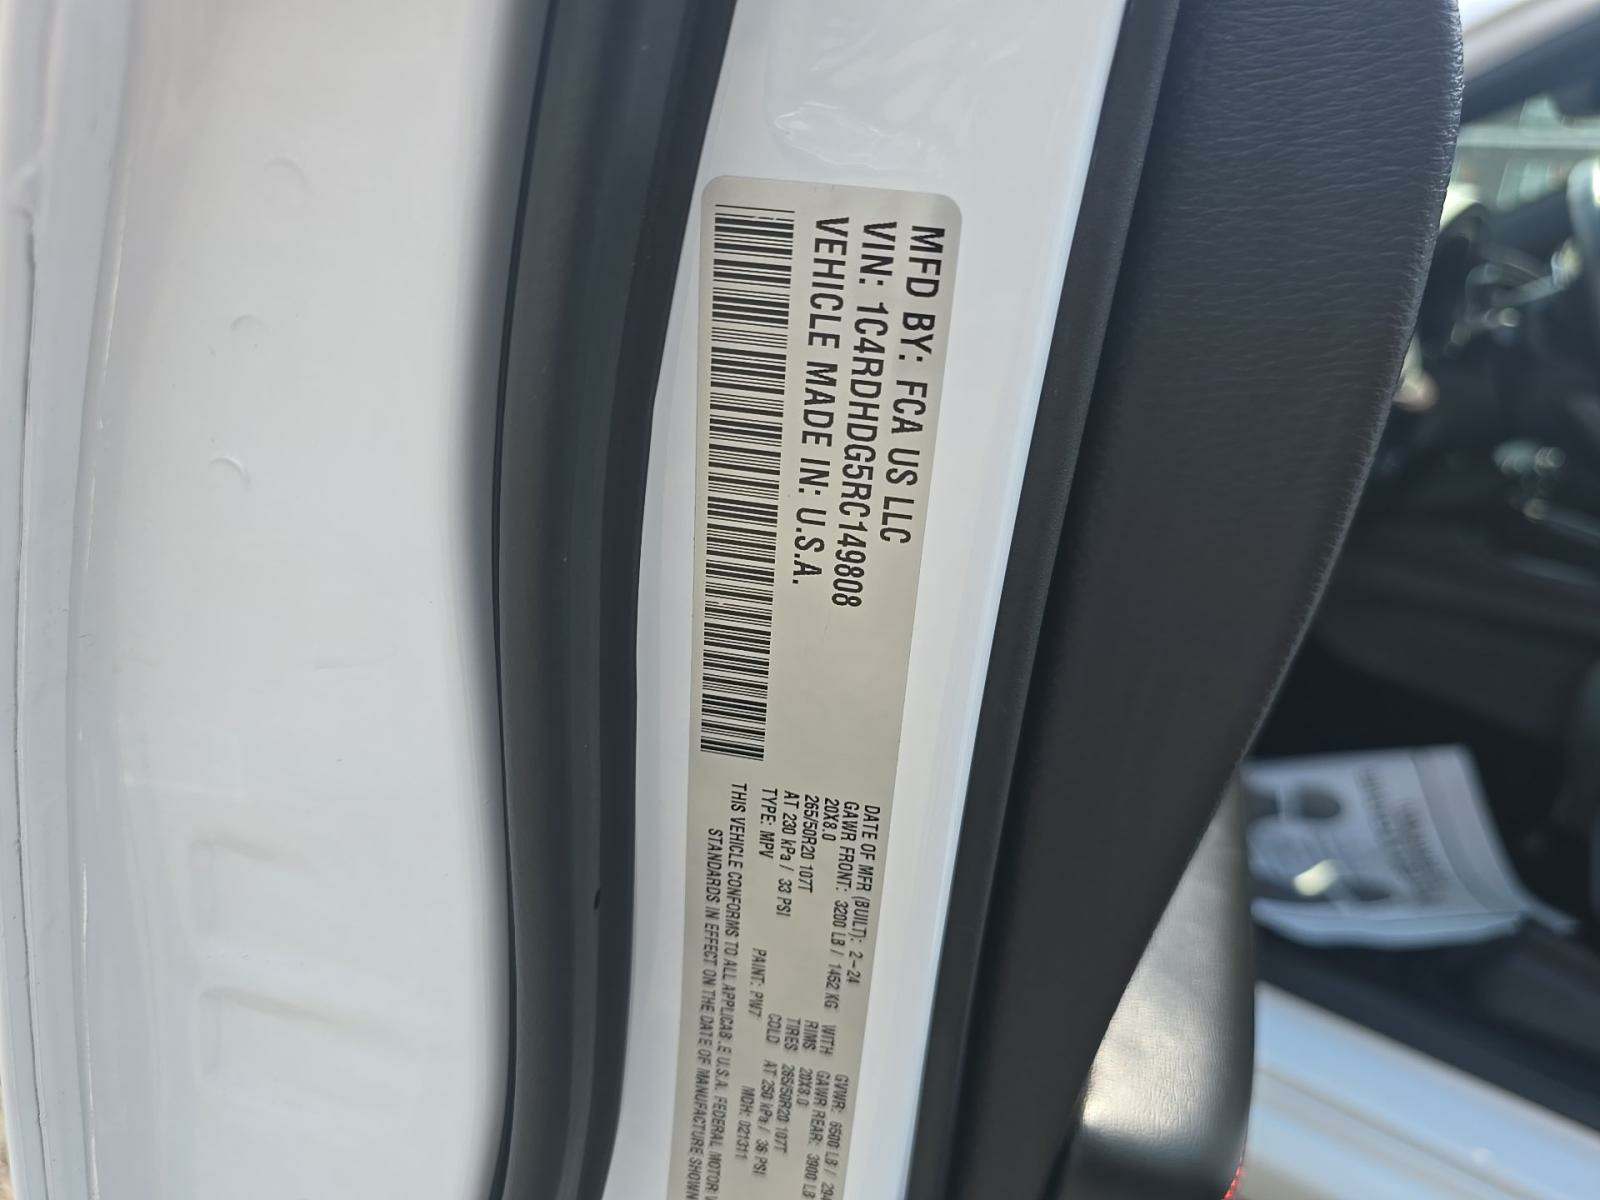 MFD BY: FCA US LLC
VIN: 1C4RDHDG5RC149808
VEHICLE MADE IN: U.S.A.
DATE OF MFR (BUILT): 2-24 GVWR: 6500 LB /
GAWR FRONT: 3200 LB / 1452 KG WITH GAWR REAR: 3900 LB
20X8.0 RIMS 20X8.0
265/50R20 107T TIRES 265/50R20 107T
AT 230 kPa / 33 PSI COLD AT 250 kPa / 36 PSI
TYPE: MPV PAINT: PW7 MDH: 021311
THIS VEHICLE CONFORMS TO ALL APPLICABLE U.S.A. FEDERAL MOTOR
STANDARDS IN EFFECT ON THE DATE OF MANUFACTURE SHOWN